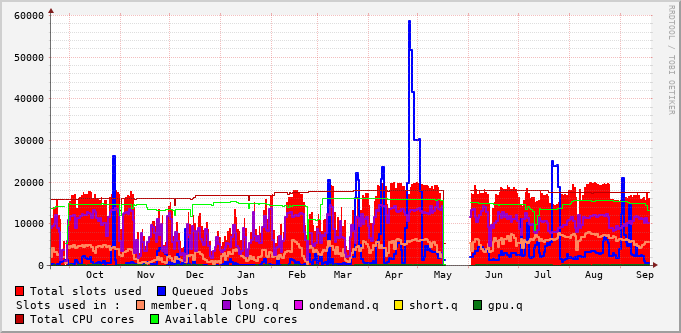 RRDTOOL / TOBI OETIKER
60000
50000
40000
30000
20000
10000
0
Oct Nov Dec Jan Feb Mar Apr May Jun Jul Aug Sep
Total slots used Queued Jobs
Slots used in : member.q long.q ondemand.q short.q gpu.q
Total CPU cores Available CPU cores